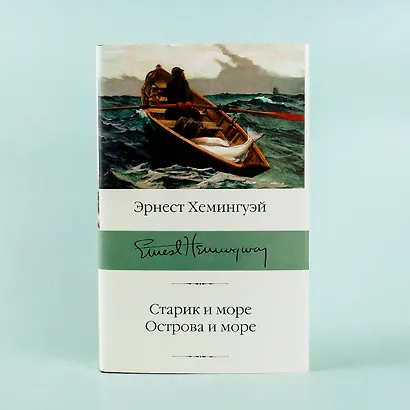 Эрнест Хемингуэй
Ernest Hemingway
Старик и море
Острова и море